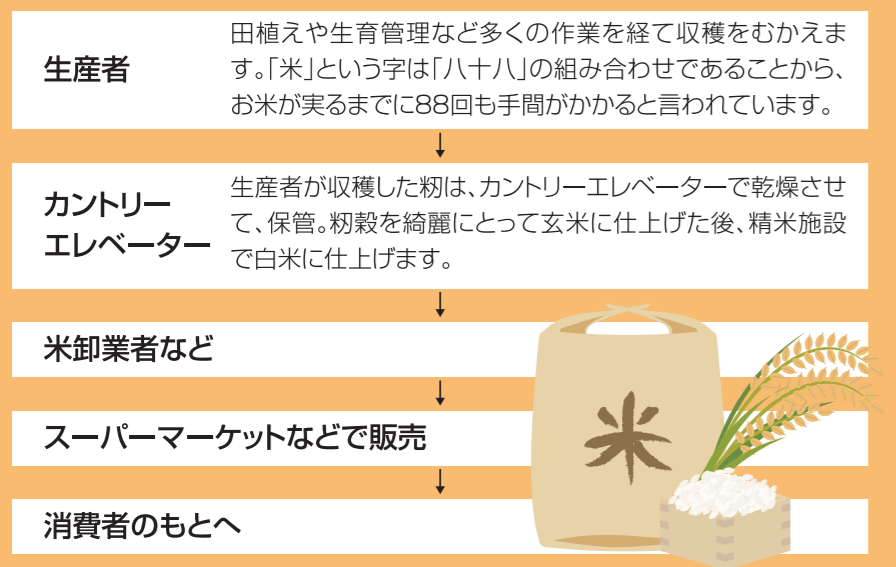 生産者
田植えや生育管理など多くの作業を経て収穫をむかえま
す。「米」という字は「八十八」の組み合わせであることから、
お米が実るまでに88回も手間がかかると言われています。
↓
カントリー
エレベーター
生産者が収穫した籾は、カントリーエレベーターで乾燥させ
て、保管。籾殻を綺麗にとって玄米に仕上げた後、精米施設
で白米に仕上げます。
↓
米卸業者など
↓
スーパーマーケットなどで販売
↓
消費者のもとへ
米